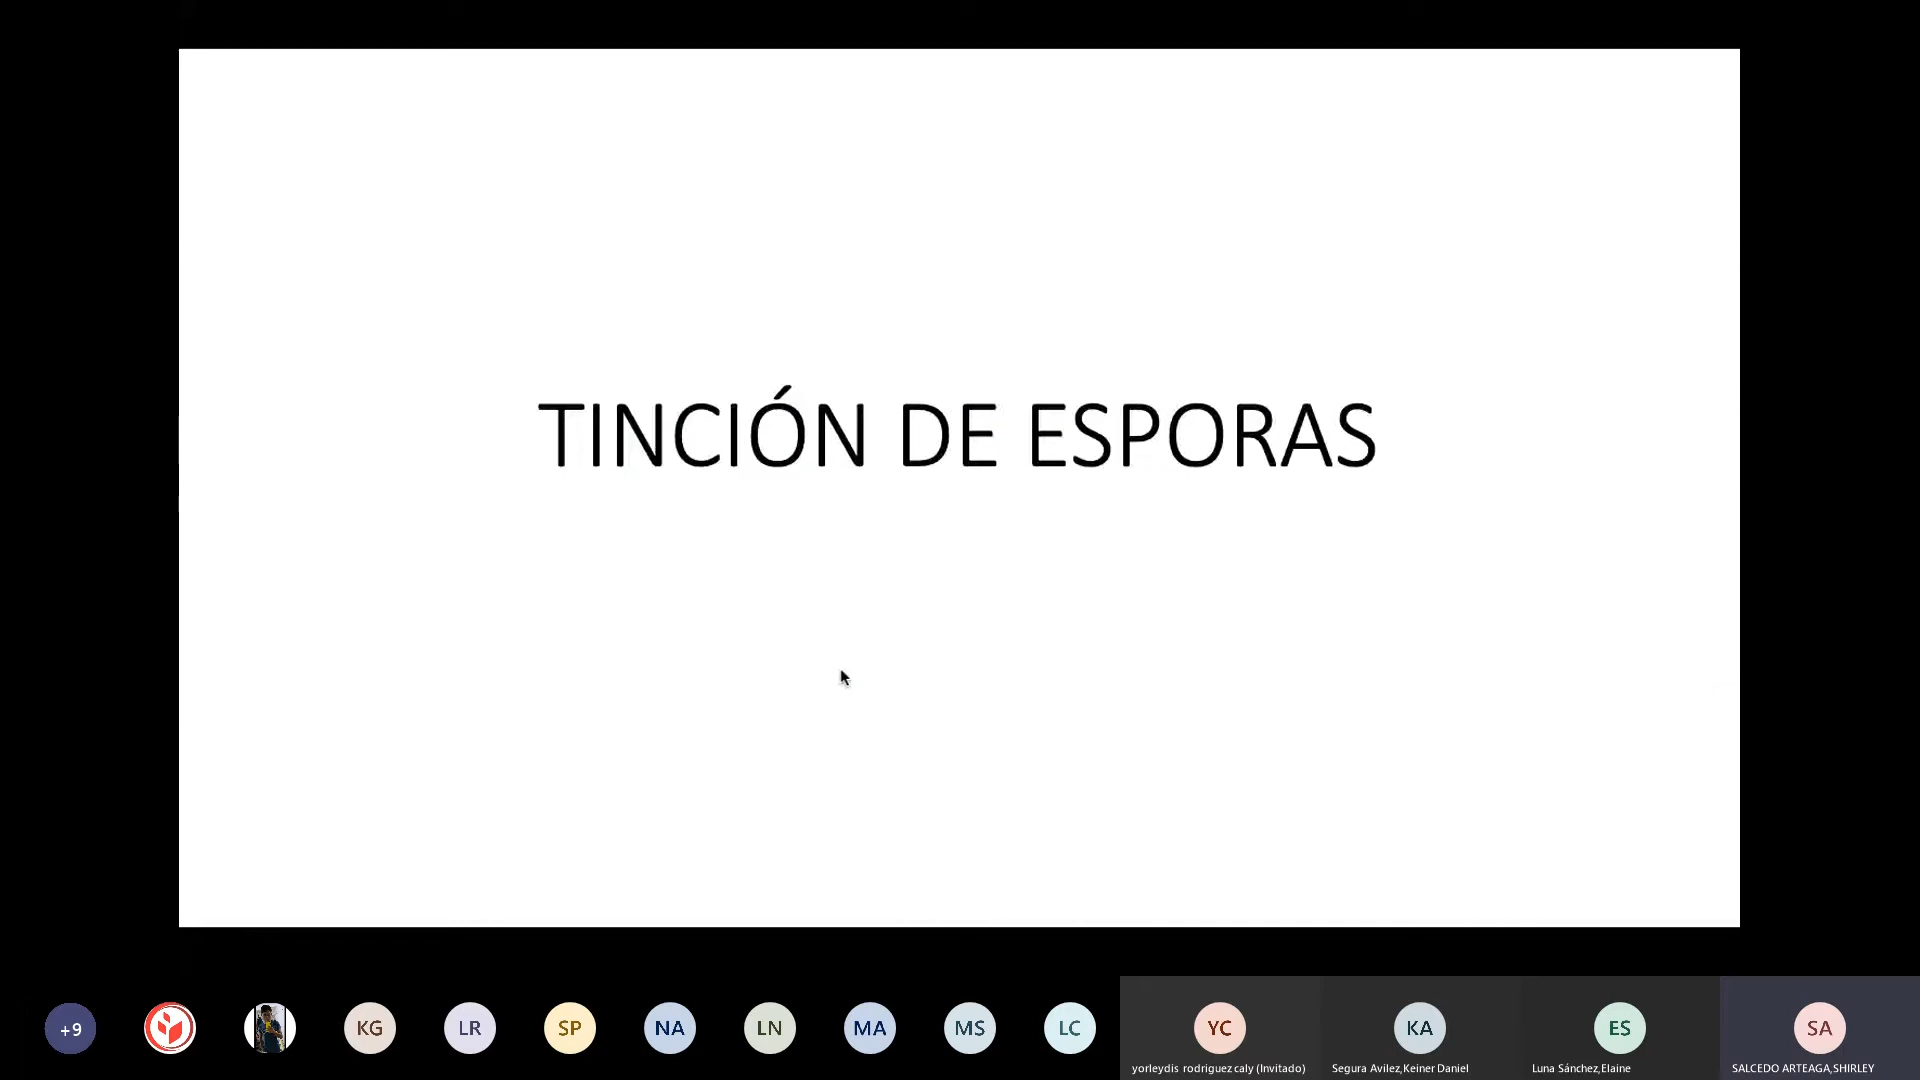 TINCIÓN DE ESPORAS
+9
KG
LR
SP
NA
LN
MA
MS
LC
YC
KA
ES
SA
yorleydis rodriguez caly (Invitado)
Segura Avilez,Keiner Daniel
Luna Sánchez,Elaine
SALCEDO ARTEAGA,SHIRLEY